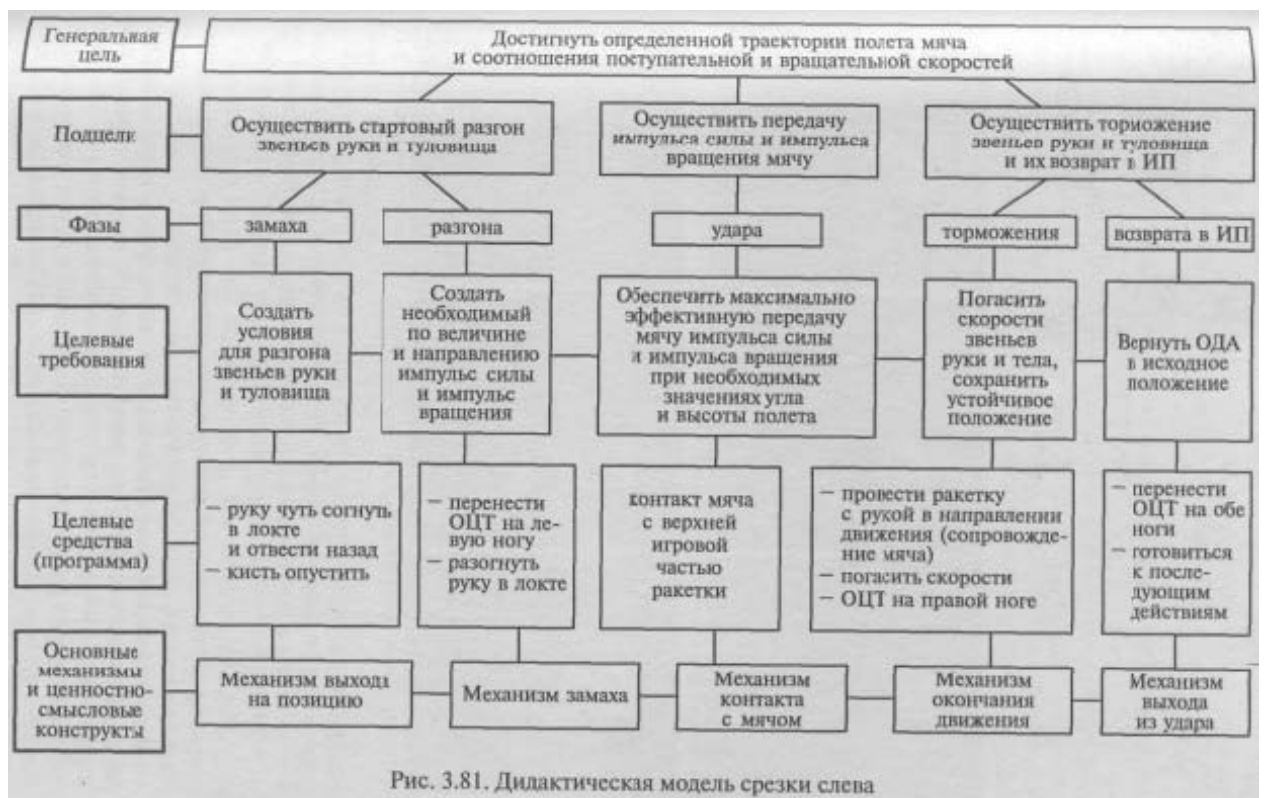 Генеральная
цель
Достигнуть определенной траектории полета мяча
и соотношения поступательной и вращательной скоростей
Подцели
Осуществить стартовый разгон
звеньев руки и туловища
Осуществить передачу
импульса силы и импульса
вращения мячу
Осуществить торможение
звеньев руки и туловища
и их возврат в ИП
Фазы
замаха
разгона
удара
торможения
возврата в ИП
Целевые
требования
Создать
условия
для разгона
звеньев руки
и туловища
Создать
необходимый
по величине
и направлению
импульс силы
и импульс
вращения
Обеспечить максимально
эффективную передачу
мячу импульса силы
и импульса вращения
при необходимых
значениях угла
и высоты полета
Погасить
скорости
звеньев
руки и тела,
сохранить
устойчивое
положение
Вернуть ОДА
в исходное
положение
Целевые
средства
(программа)
– руку чуть согнуть
в локте
и отвести назад
– кисть опустить
– перенести
ОЦТ на ле-
вую ногу
– разогнуть
руку в локте
контакт мяча
с верхней
игровой
частью
ракетки
– провести ракетку
с рукой в направлении
движения (сопровожде-
ние мяча)
– погасить скорости
– ОЦТ на правой ноге
– перенести
ОЦТ на обе
ноги
– готовиться
к после-
дующим
действиям
Основные
механизмы
и ценностно-
смысловые
конструкты
Механизм выхода
на позицию
Механизм замаха
Механизм
контакта
с мячом
Механизм
окончания
движения
Механизм
выхода
из удара
Рис. 3.81. Дидактическая модель срезки слева